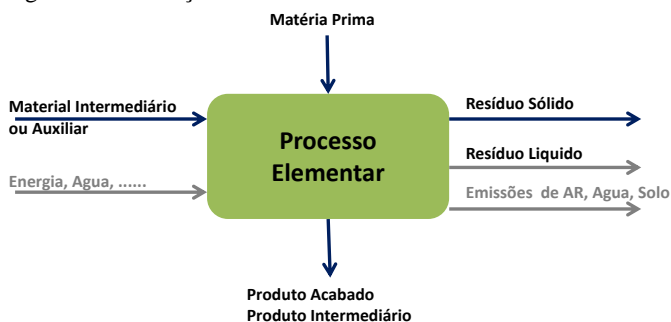 Matéria Prima
Material Intermediário
ou Auxiliar
Energia, Agua, ......
Processo
Elementar
Resíduo Sólido
Resíduo Liquido
Emissões de AR, Agua, Solo
Produto Acabado
Produto Intermediário